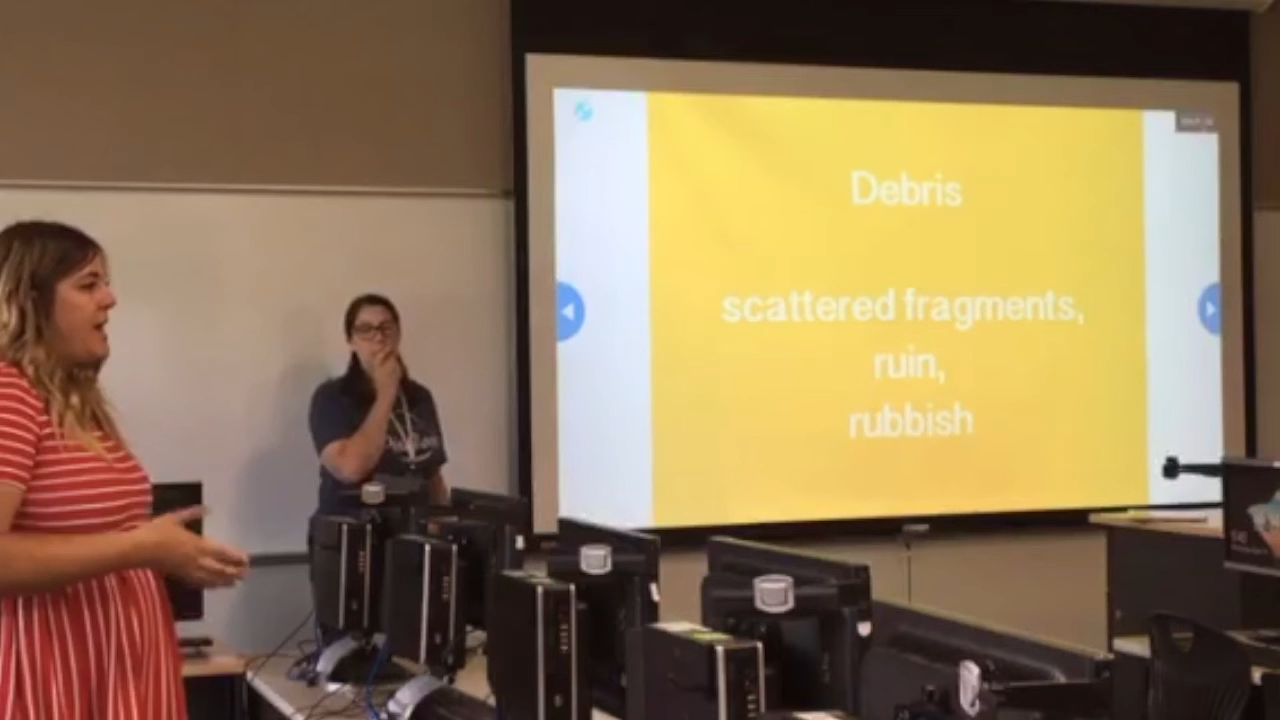 Debris
scattered fragments,
ruin,
rubbish